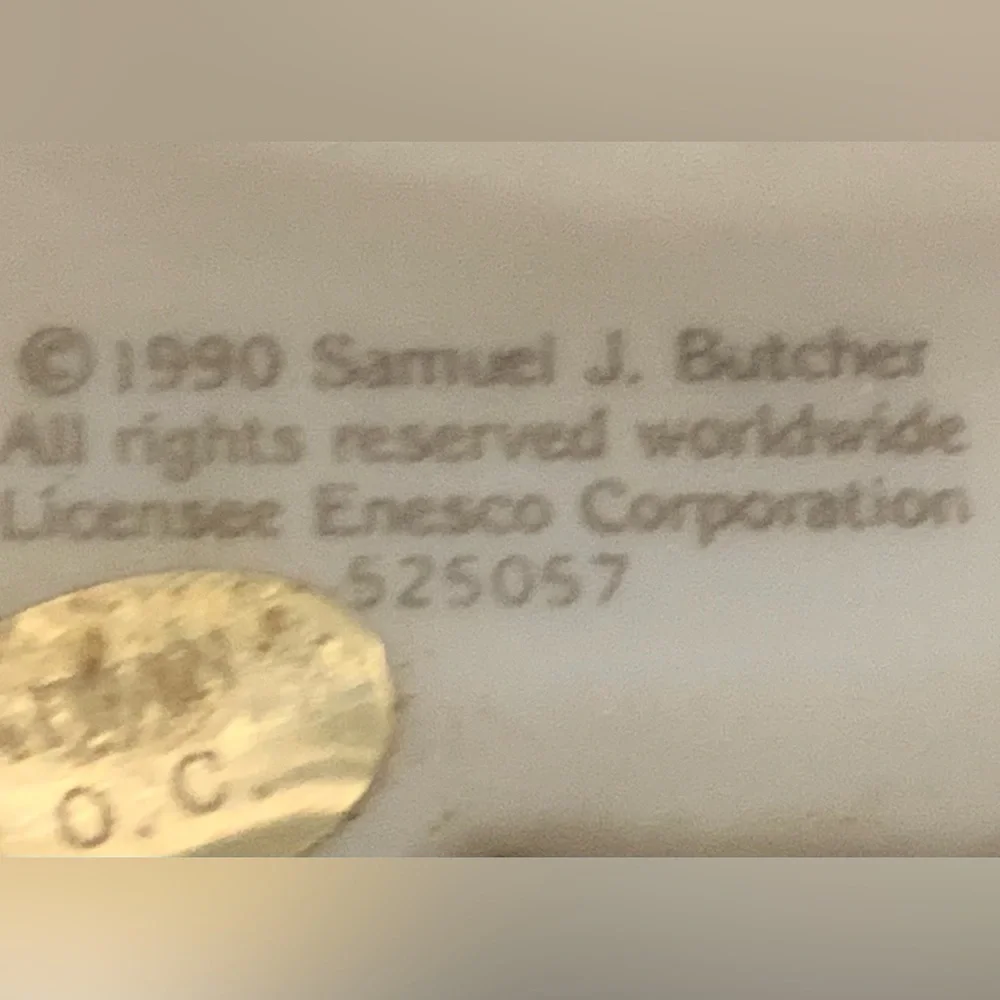 ©1990 Samuel J. Butcher
All rights reserved worldwide
Licensee Enesco Corporation
525057
O.C.